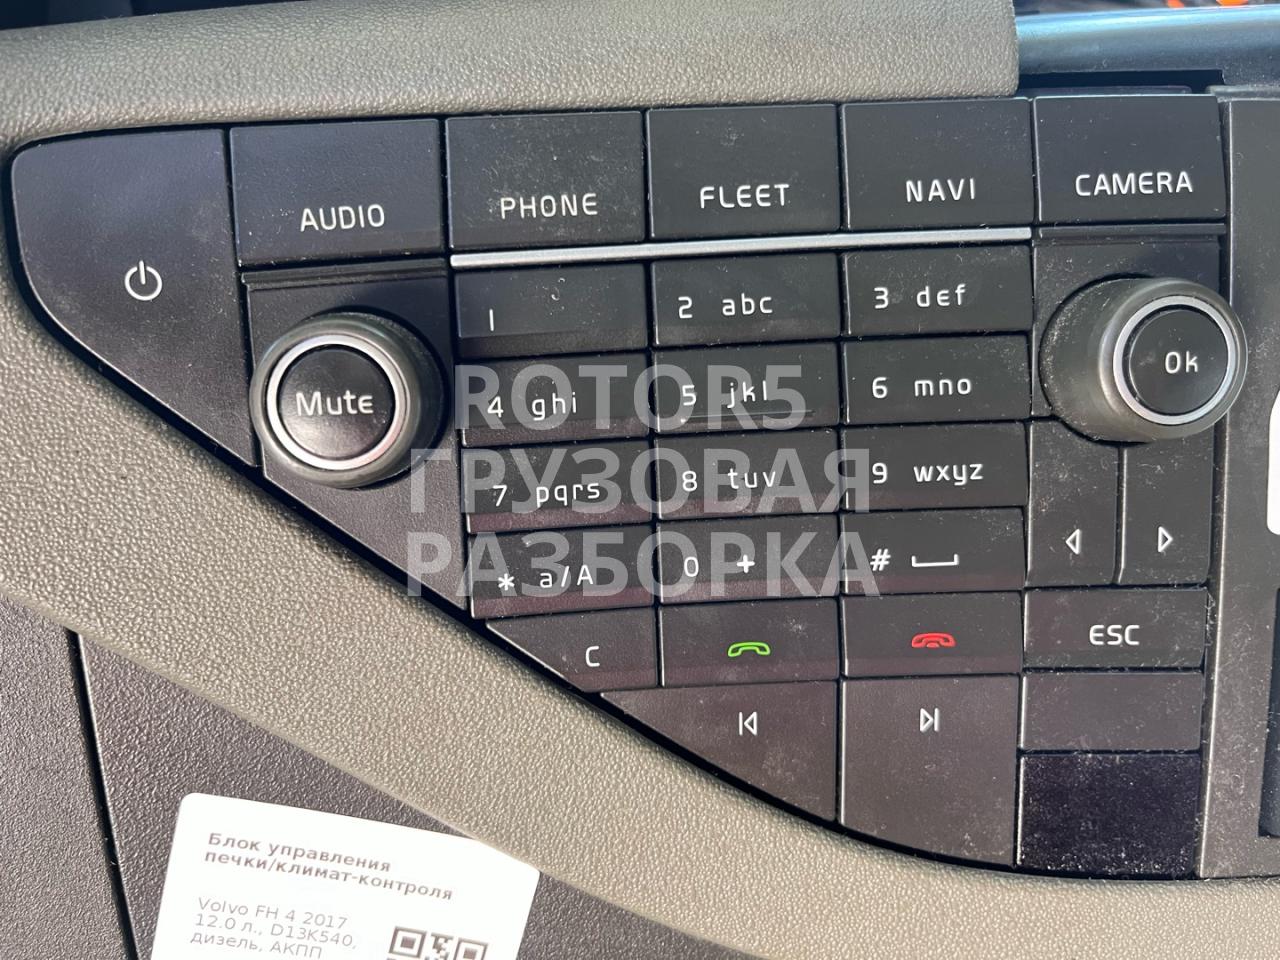 AUDIO PHONE FLEET NAVI CAMERA
1 2 abc 3 def
Mute 4 ghi 5 jkl 6 mno Ok
7 pqrs 8 tuv 9 wxyz
* a/A 0 + #
C ESC
ROTOR5
ГРУЗОВАЯ
РАЗБОРКА
Блок управления
печки/климат-контроля
Volvo FH 4 2017
12.0 л., D13K540,
дизель, АКПП